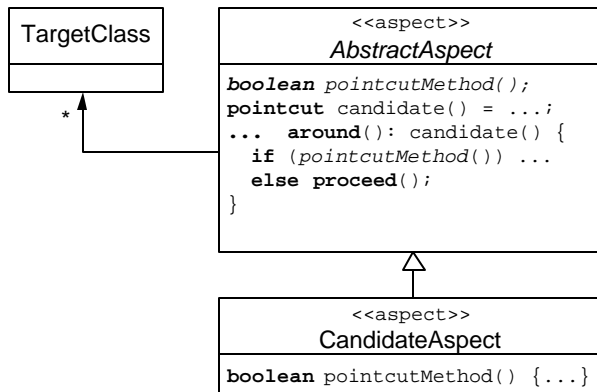 TargetClass
*
<<aspect>>
AbstractAspect
boolean pointcutMethod();
pointcut candidate() = ...;
... around(): candidate() {
if (pointcutMethod()) ...
else proceed();
}
<<aspect>>
CandidateAspect
boolean pointcutMethod() {...}